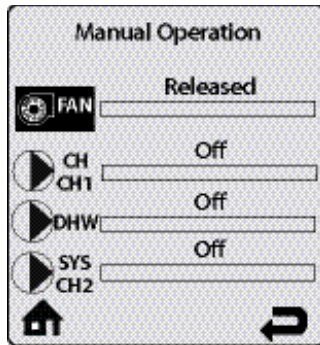 Manual Operation
Released
FAN
Off
CH
CH1
Off
DHW
Off
SYS
CH2